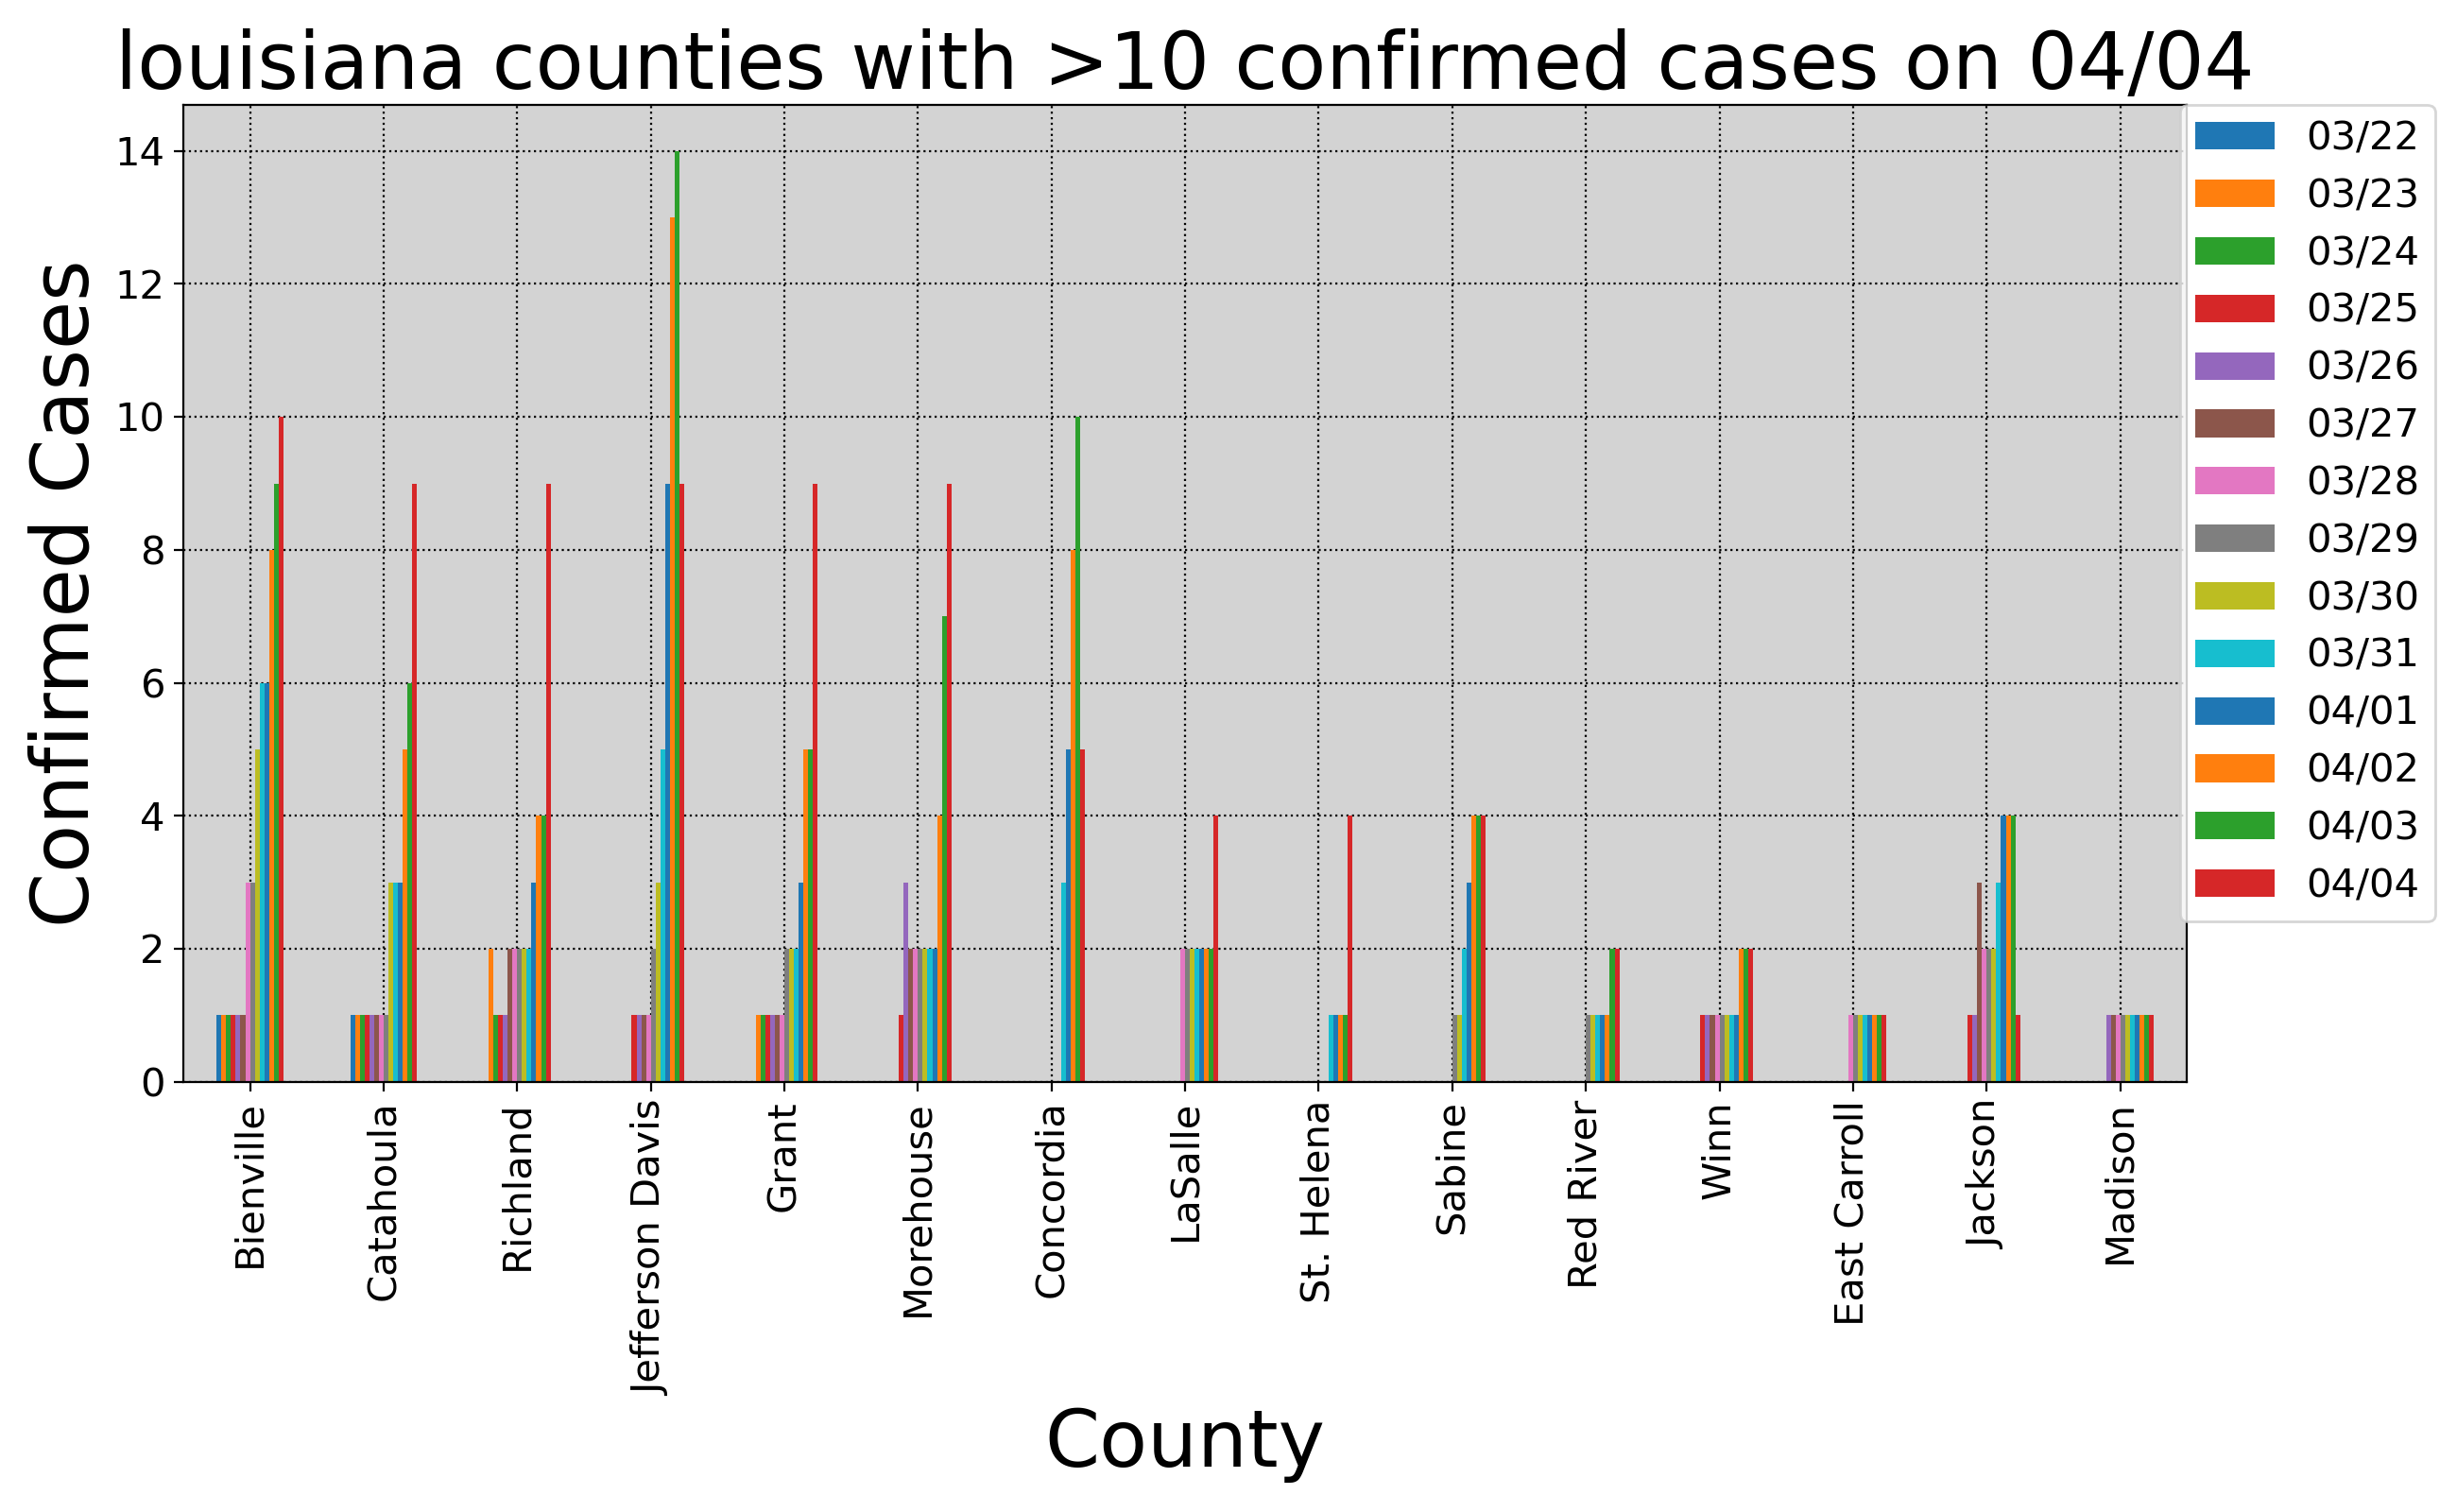 louisiana counties with >10 confirmed cases on 04/04
Confirmed Cases
14
12
10
8
6
4
2
0
03/22
03/23
03/24
03/25
03/26
03/27
03/28
03/29
03/30
03/31
04/01
04/02
04/03
04/04
Bienville
Catahoula
Richland
Jefferson Davis
Grant
Morehouse
Concordia
LaSalle
St. Helena
Sabine
Red River
Winn
East Carroll
Jackson
Madison
County